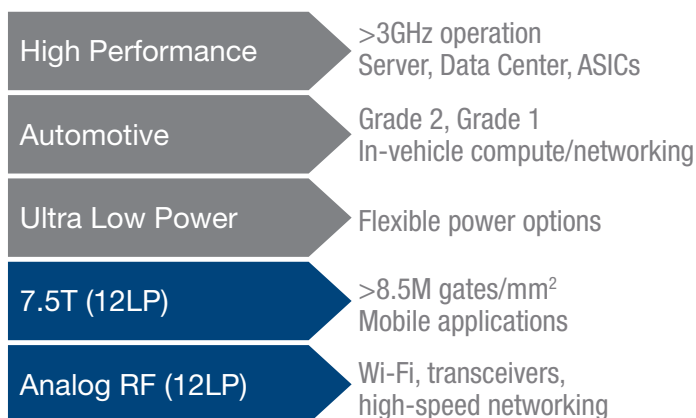 High Performance
>3GHz operation
Server, Data Center, ASICs
Automotive
Grade 2, Grade 1
In-vehicle compute/networking
Ultra Low Power
Flexible power options
7.5T (12LP)
>8.5M gates/mm²
Mobile applications
Analog RF (12LP)
Wi-Fi, transceivers,
high-speed networking